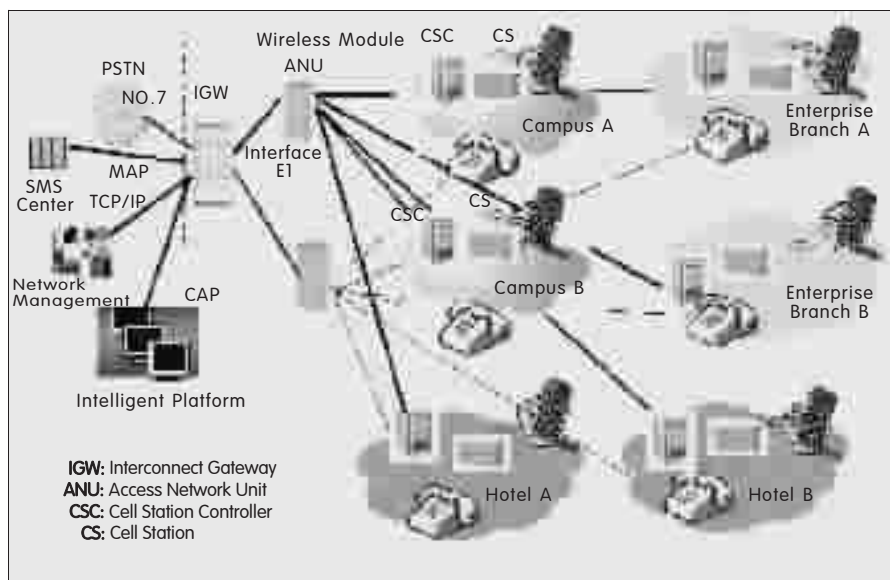 Wireless Module
CSC
CS
PSTN
ANU
NO.7
IGW
Campus A
Enterprise
Branch A
Interface
E1
MAP
SMS
Center
TCP/IP
CSC
CS
Network
Management
CAP
Campus B
Enterprise
Branch B
Intelligent Platform
IGW: Interconnect Gateway
ANU: Access Network Unit
CSC: Cell Station Controller
CS: Cell Station
Hotel A
Hotel B